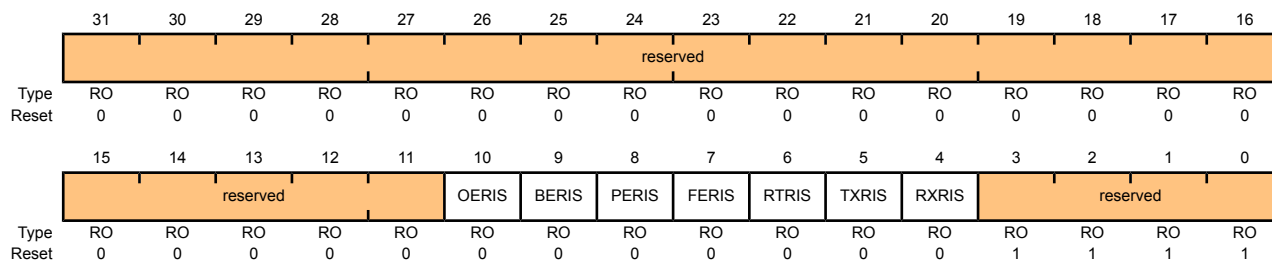 31 30 29 28 27 26 25 24 23 22 21 20 19 18 17 16
reserved
Type RO RO RO RO RO RO RO RO RO RO RO RO RO RO RO RO
Reset 0 0 0 0 0 0 0 0 0 0 0 0 0 0 0 0
15 14 13 12 11 10 9 8 7 6 5 4 3 2 1 0
reserved OERIS BERIS PERIS FERIS RTRIS TXRIS RXRIS reserved
Type RO RO RO RO RO RO RO RO RO RO RO RO RO RO RO RO
Reset 0 0 0 0 0 0 0 0 0 0 0 0 1 1 1 1